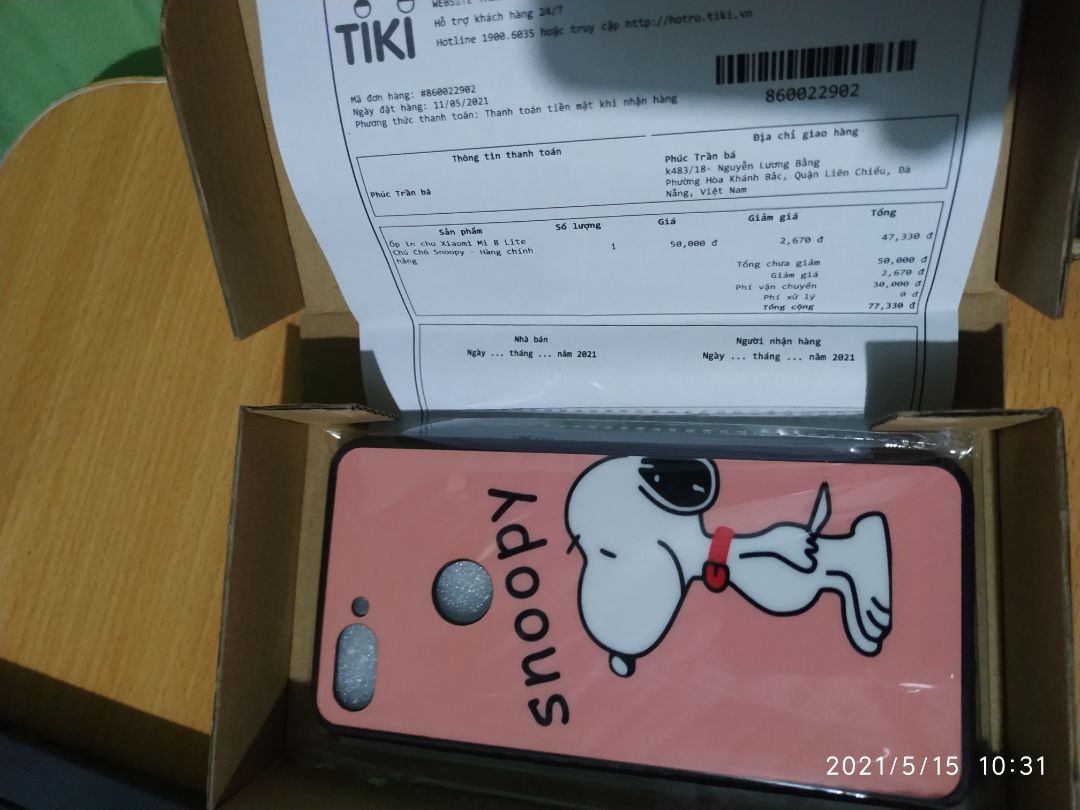 TIKI
WEBSITE
Hỗ trợ khách hàng 24/7
Hotline 1900.6035 hoặc truy cập http://hotro.tiki.vn
860022902
Mã đơn hàng: #860022902
Ngày đặt hàng: 11/05/2021
Phương thức thanh toán: Thanh toán tiền mặt khi nhận hàng
Thông tin thanh toán
Phúc Trần bá
Địa chỉ giao hàng
Phúc Trần bá
k483/18- Nguyễn Lương Bằng
Phường Hòa Khánh Bắc, Quận Liên Chiểu, Đà
Nẵng, Việt Nam
Sản phẩm Số lượng Giá Giảm giá Tổng
Ốp in cho Xiaomi Mi 8 Lite 1 50,000 đ 2,670 đ 47,330 đ
Chú Chó Snoopy - Hàng chính
hãng
Tổng chưa giảm 50,000 đ
Giảm giá 2,670 đ
Phí vận chuyển 30,000 đ
Phí xử lý 0 đ
Tổng cộng 77,330 đ
Nhà bán
Ngày ... tháng ... năm 2021
Người nhận hàng
Ngày ... tháng ... năm 2021
snoopy
2021/5/15 10:31